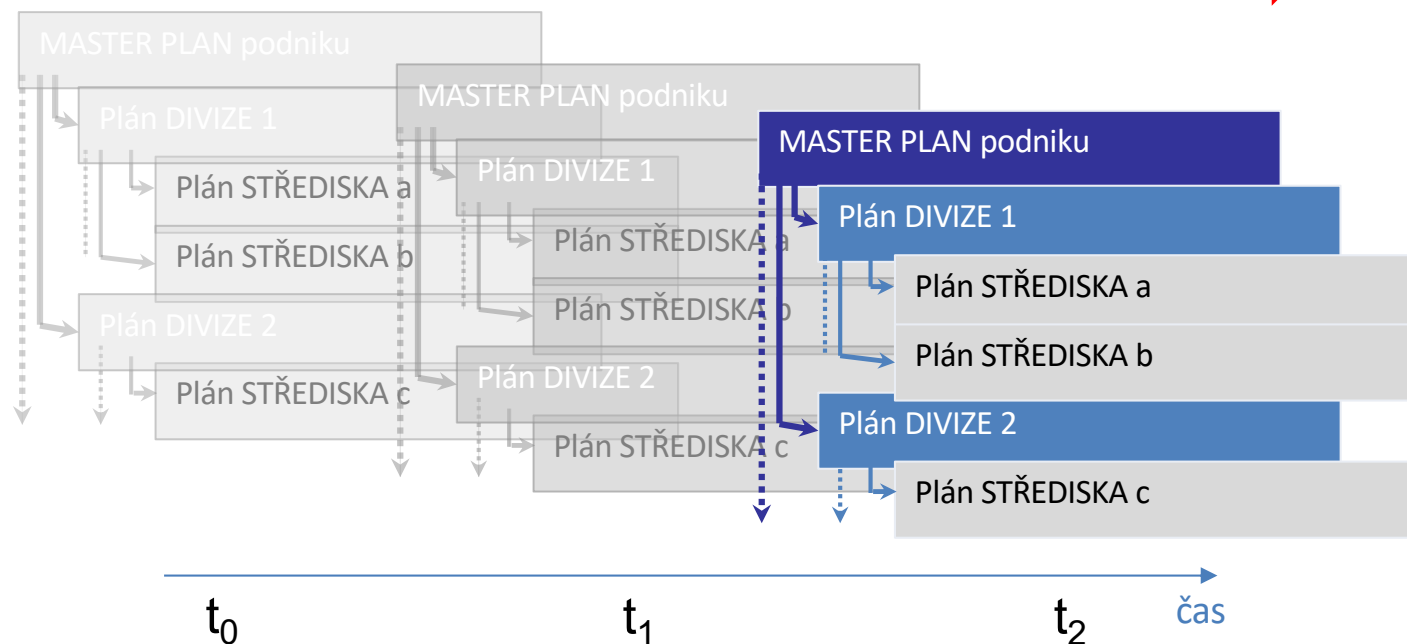 MASTER PLAN podniku
Plán DIVIZE 1
Plán STŘEDISKA a
Plán STŘEDISKA b
Plán DIVIZE 2
Plán STŘEDISKA c
MASTER PLAN podniku
Plán DIVIZE 1
Plán STŘEDISKA a
Plán STŘEDISKA b
Plán DIVIZE 2
Plán STŘEDISKA c
MASTER PLAN podniku
Plán DIVIZE 1
Plán STŘEDISKA a
Plán STŘEDISKA b
Plán DIVIZE 2
Plán STŘEDISKA c
t₀ t₁ t₂ čas